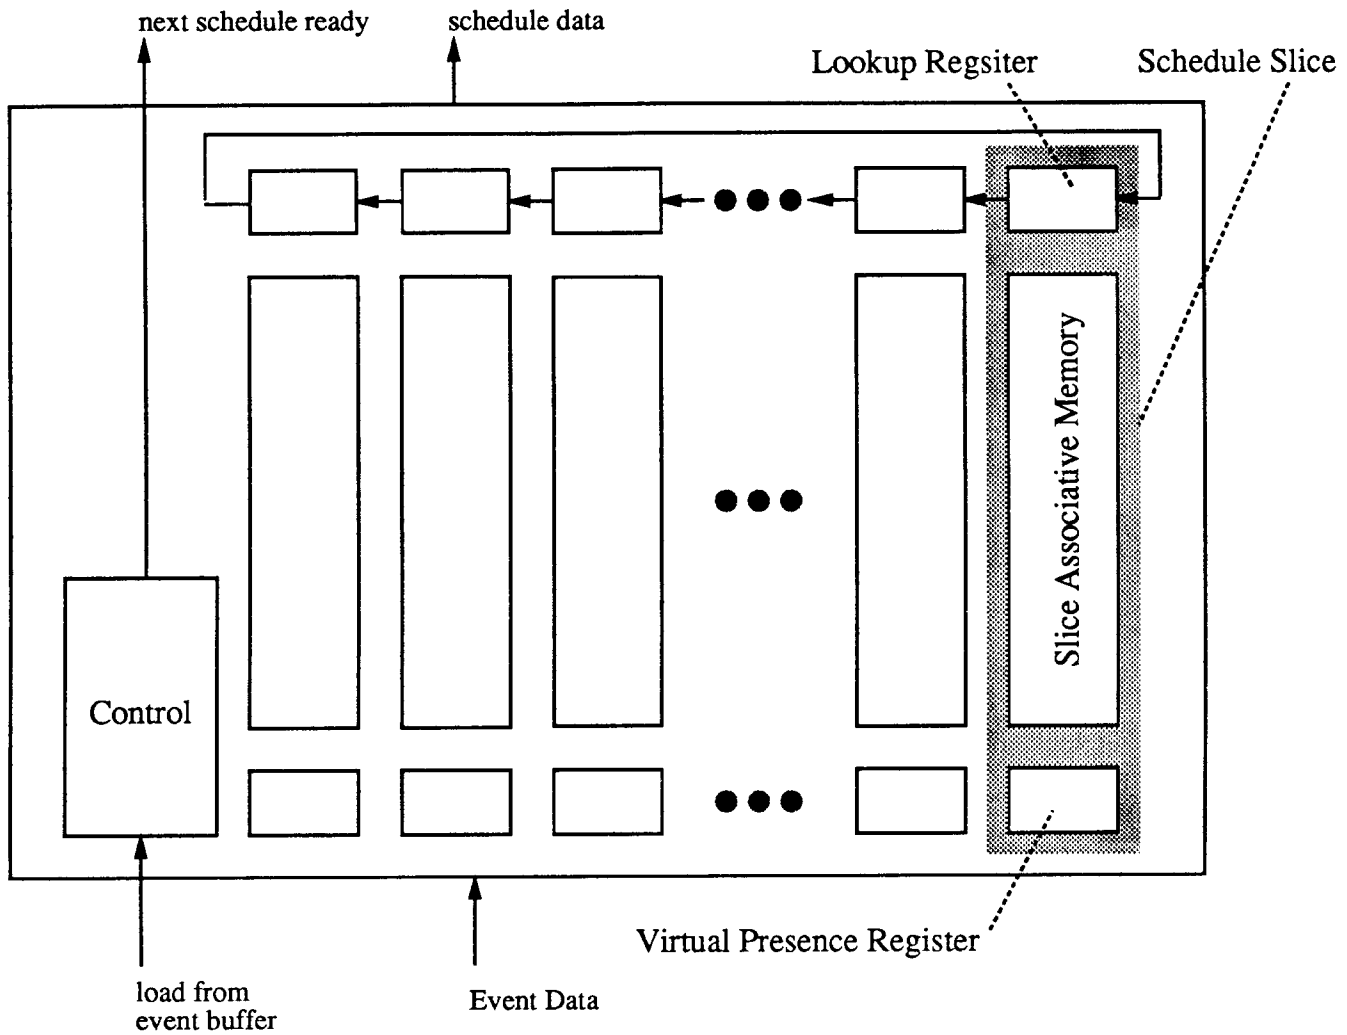 next schedule ready
schedule data
Lookup Regsiter
Schedule Slice
Slice Associative Memory
Control
Virtual Presence Register
load from
event buffer
Event Data